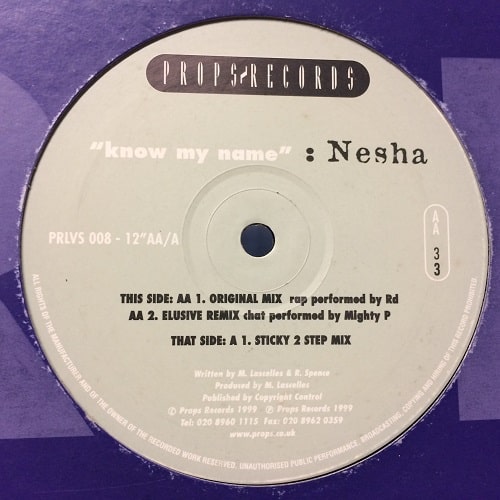 PROPS RECORDS
"know my name" : Nesha
PRLVS 008 - 12"AA/A
AA
33
THIS SIDE: AA 1. ORIGINAL MIX rap performed by Rd
AA 2. ELUSIVE REMIX chat performed by Mighty P
THAT SIDE: A 1. STICKY 2 STEP MIX
Written by M. Lascelles & R. Spence
Produced by M. Lascelles
Published by Copyright Control
© Props Records 1999 ℗ Props Records 1999
Tel: 020 8960 1115 Fax: 020 8962 0359
www.props.co.uk
ALL RIGHTS OF THE MANUFACTURER AND OF THE OWNER OF THE RECORDED WORK RESERVED. UNAUTHORISED PUBLIC PERFORMANCE, BROADCASTING, COPYING AND HIRING OF THIS RECORDING PROHIBITED.